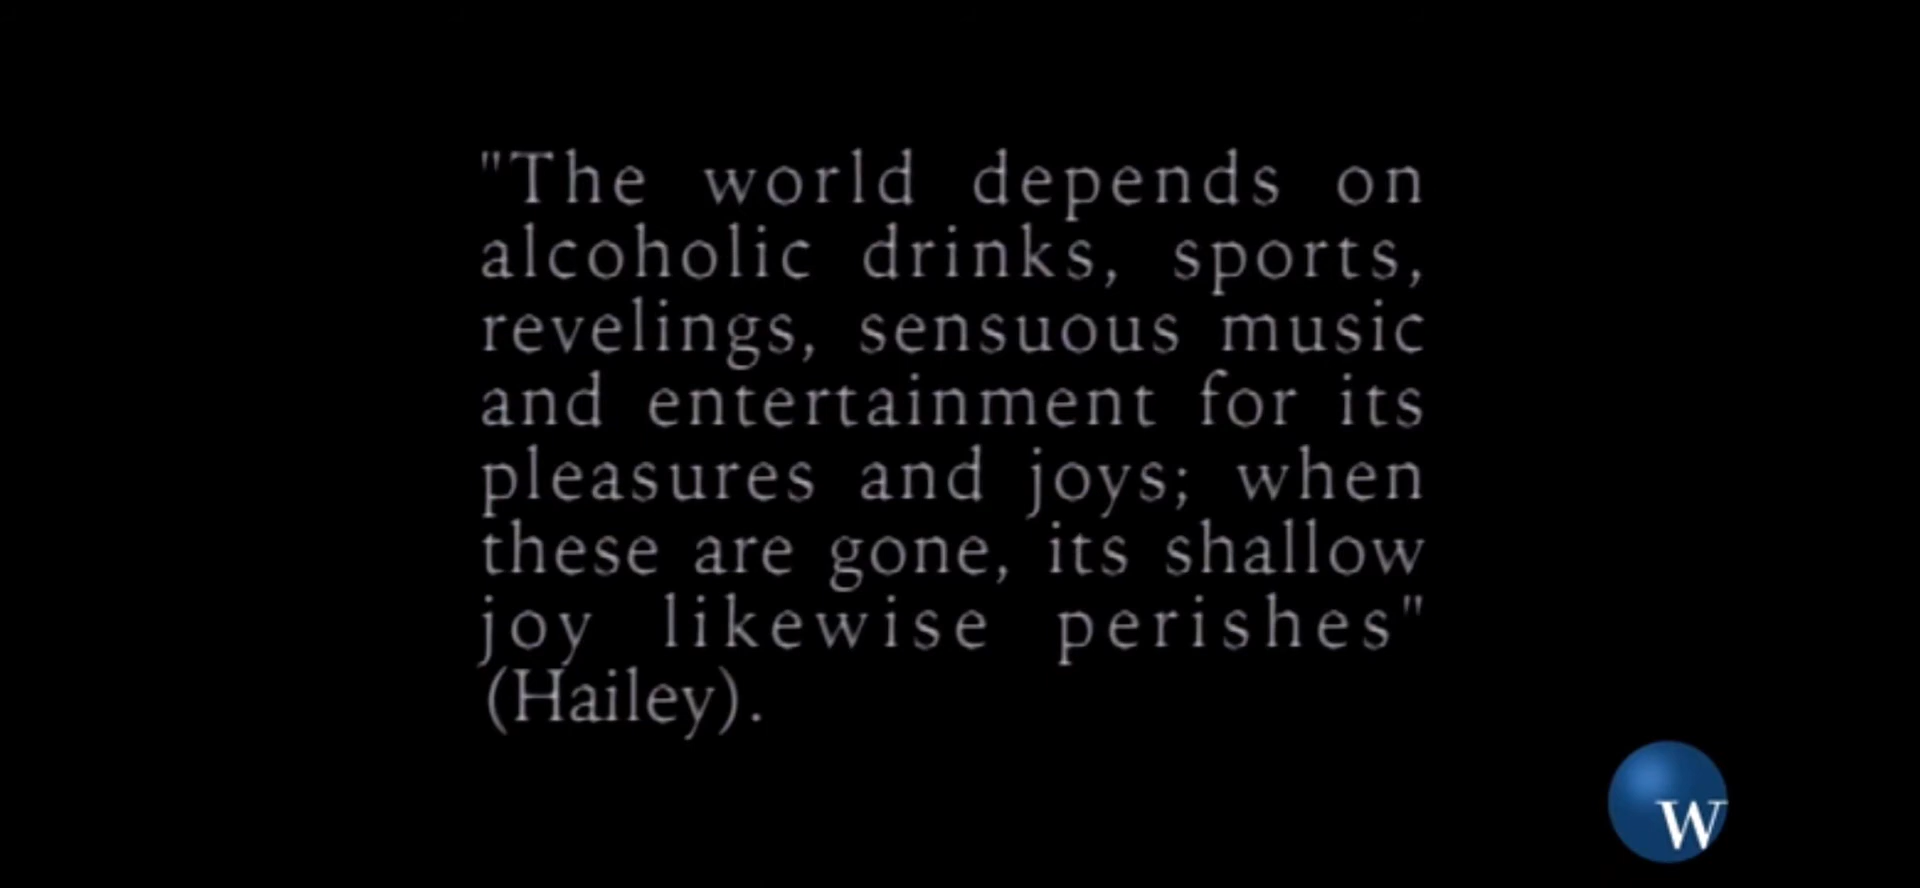 "The world depends on
alcoholic drinks, sports,
revelings, sensuous music
and entertainment for its
pleasures and joys; when
these are gone, its shallow
joy likewise perishes"
(Hailey).
W